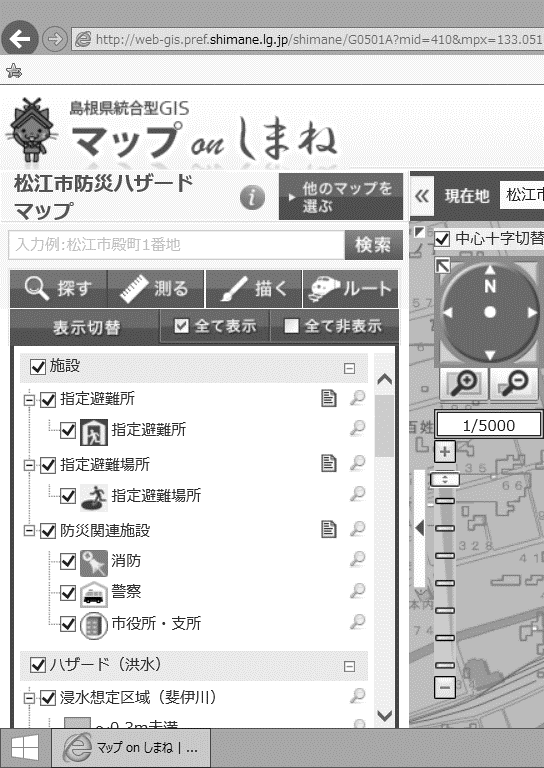 http://web-gis.pref.shimane.lg.jp/shimane/G0501A?mid=410&mpx=133.051
島根県統合型GIS
マップ on しまね
松江市防災ハザード
マップ
他のマップを
選ぶ
現在地
松江市
入力例:松江市殿町1番地
検索
中心十字切替
探す
測る
描く
ルート
表示切替
全て表示
全て非表示
N
施設
指定避難所
指定避難所
指定避難場所
指定避難場所
防災関連施設
消防
警察
市役所・支所
ハザード（洪水）
浸水想定区域（斐伊川）
～0.3m未満
1/5000
百姓
135
328
マップ on しまね | ...